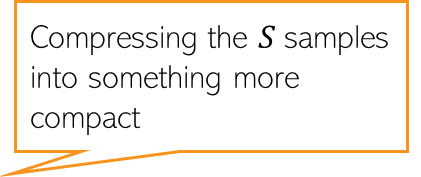 Compressing the S samples
into something more
compact